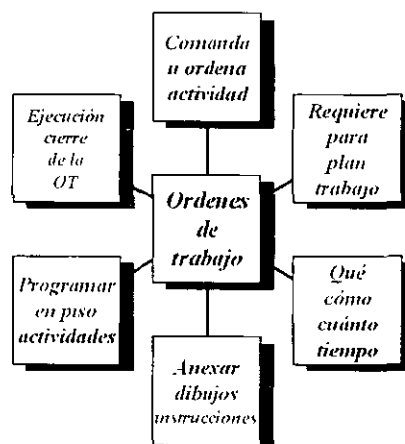 Comanda
u ordena
actividad
Ejecución
cierre
de la
OT
Requiere
para
plan
trabajo
Ordenes
de
trabajo
Programar
en piso
actividades
Qué
cómo
cuánto
tiempo
Anexar
dibujos
instrucciones